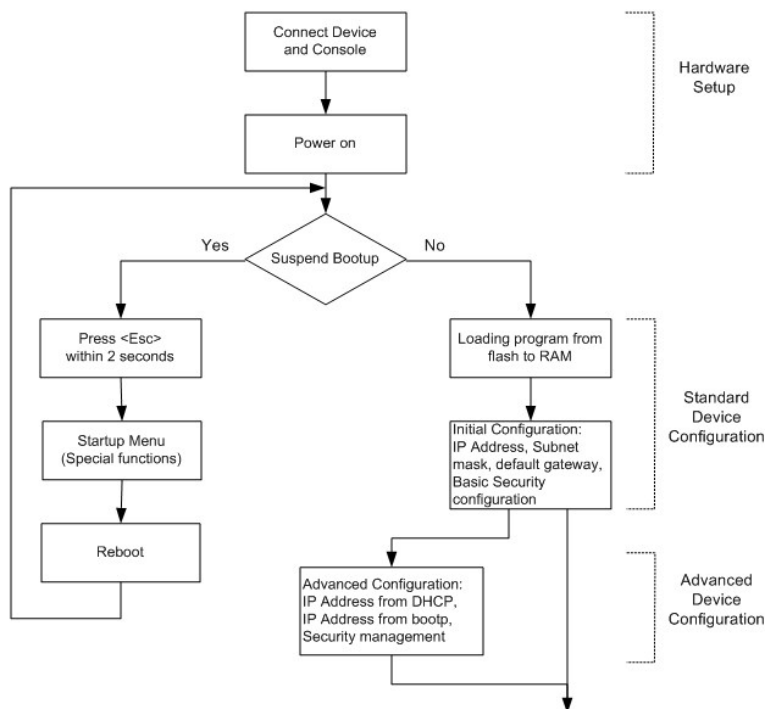 Connect Device
and Console
Hardware
Setup
Power on
Yes
Suspend Bootup
No
Press <Esc>
within 2 seconds
Loading program from
flash to RAM
Startup Menu
(Special functions)
Initial Configuration:
IP Address, Subnet
mask, default gateway,
Basic Security
configuration
Standard
Device
Configuration
Reboot
Advanced Configuration:
IP Address from DHCP,
IP Address from bootp,
Security management
Advanced
Device
Configuration